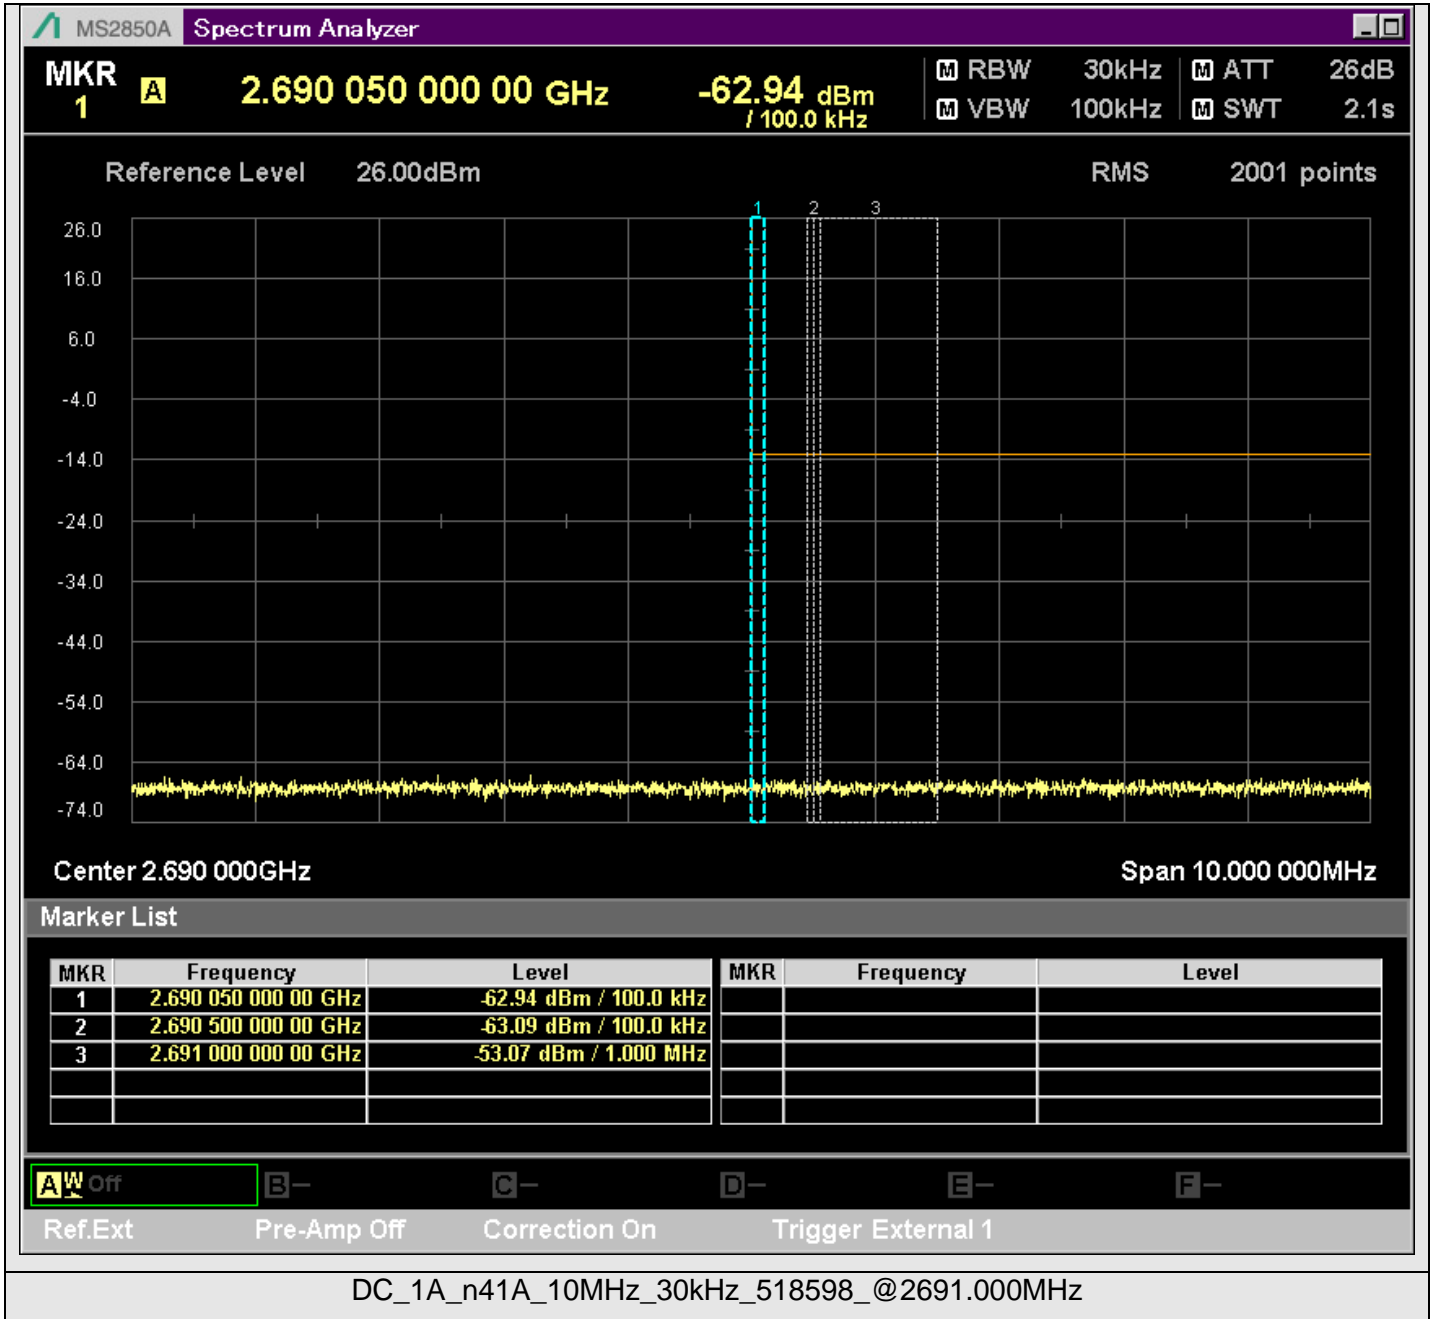 MS2850A Spectrum Analyzer
MKR 1 A 2.690 050 000 00 GHz -62.94 dBm / 100.0 kHz
M RBW 30kHz M ATT 26dB
M VBW 100kHz M SWT 2.1s
Reference Level 26.00dBm RMS 2001 points
1 2 3
26.0
16.0
6.0
-4.0
-14.0
-24.0
-34.0
-44.0
-54.0
-64.0
-74.0
Center 2.690 000GHz Span 10.000 000MHz
Marker List
MKR Frequency Level MKR Frequency Level
1 2.690 050 000 00 GHz -62.94 dBm / 100.0 kHz
2 2.690 500 000 00 GHz -63.09 dBm / 100.0 kHz
3 2.691 000 000 00 GHz -53.07 dBm / 1.000 MHz
A W Off B – C – D – E – F –
Ref.Ext Pre-Amp Off Correction On Trigger External 1
DC_1A_n41A_10MHz_30kHz_518598_@2691.000MHz